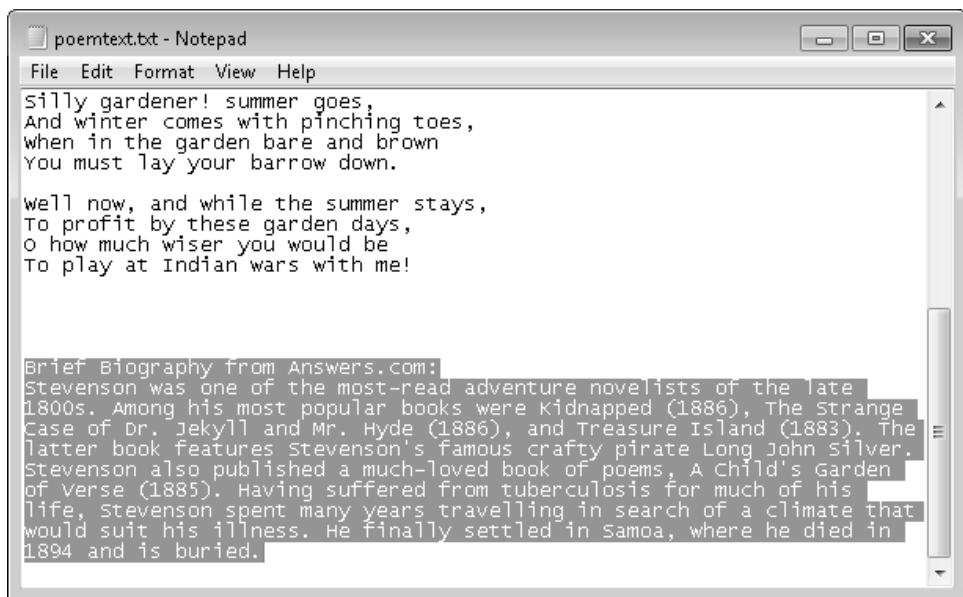 poemtext.txt - Notepad
File Edit Format View Help
Silly gardener! summer goes,
And winter comes with pinching toes,
When in the garden bare and brown
You must lay your barrow down.
Well now, and while the summer stays,
To profit by these garden days,
O how much wiser you would be
To play at Indian wars with me!
Brief Biography from Answers.com:
Stevenson was one of the most-read adventure novelists of the late
1800s. Among his most popular books were Kidnapped (1886), The Strange
Case of Dr. Jekyll and Mr. Hyde (1886), and Treasure Island (1883). The
latter book features Stevenson's famous crafty pirate Long John Silver.
Stevenson also published a much-loved book of poems, A Child's Garden
of Verse (1885). Having suffered from tuberculosis for much of his
life, Stevenson spent many years travelling in search of a climate that
would suit his illness. He finally settled in Samoa, where he died in
1894 and is buried.